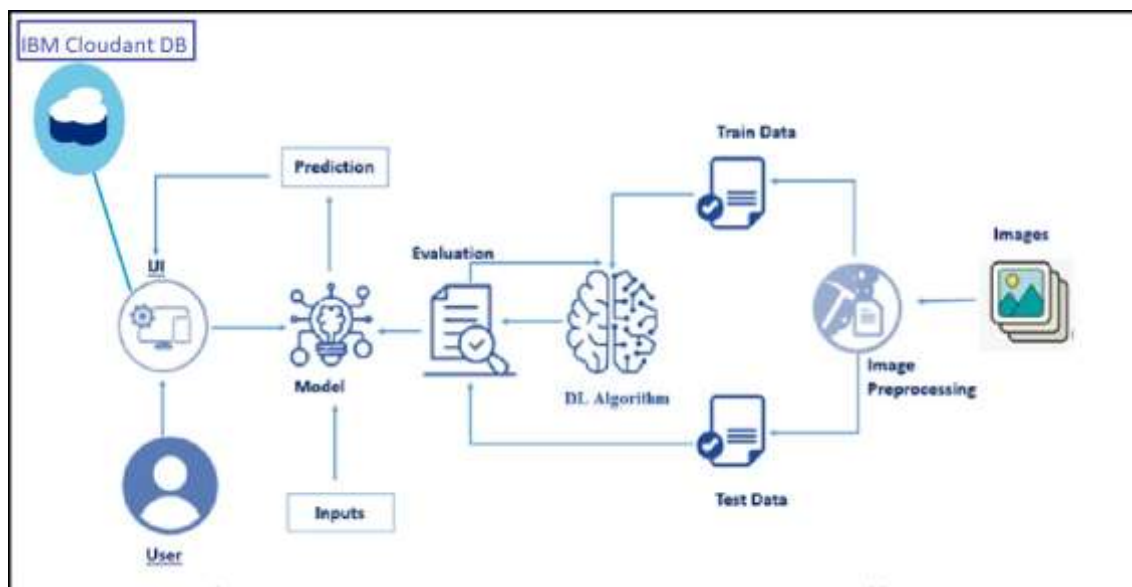 IBM Cloudant DB
Train Data
Prediction
Images
Evaluation
UI
Image
Preprocessing
Model
DL Algorithm
Inputs
Test Data
User